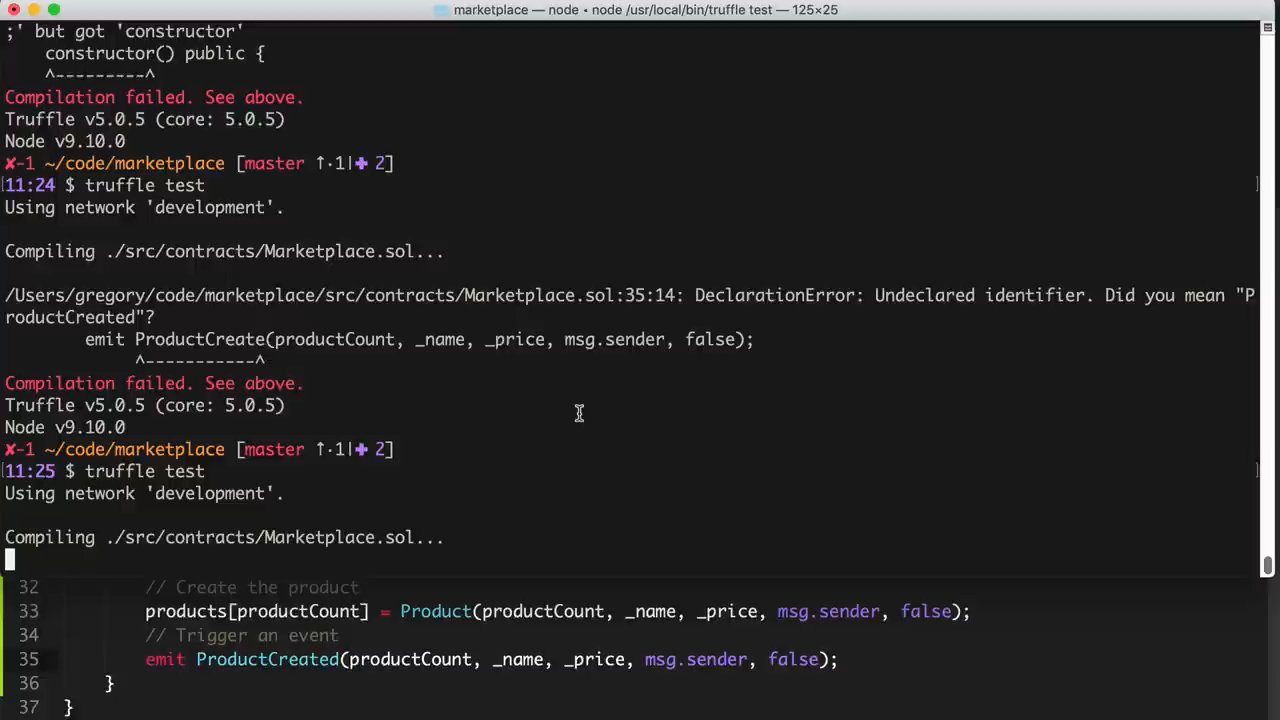 marketplace — node • node /usr/local/bin/truffle test — 125×25
;' but got 'constructor'
    constructor() public {
    ^---------^
Compilation failed. See above.
Truffle v5.0.5 (core: 5.0.5)
Node v9.10.0
✘-1 ~/code/marketplace [master ↑·1|✚ 2]
11:24 $ truffle test
Using network 'development'.
Compiling ./src/contracts/Marketplace.sol...
/Users/gregory/code/marketplace/src/contracts/Marketplace.sol:35:14: DeclarationError: Undeclared identifier. Did you mean "P
roductCreated"?
        emit ProductCreate(productCount, _name, _price, msg.sender, false);
             ^-----------^
Compilation failed. See above.
Truffle v5.0.5 (core: 5.0.5)
Node v9.10.0
✘-1 ~/code/marketplace [master ↑·1|✚ 2]
11:25 $ truffle test
Using network 'development'.
Compiling ./src/contracts/Marketplace.sol...
32         // Create the product
33         products[productCount] = Product(productCount, _name, _price, msg.sender, false);
34         // Trigger an event
35         emit ProductCreated(productCount, _name, _price, msg.sender, false);
36     }
37 }